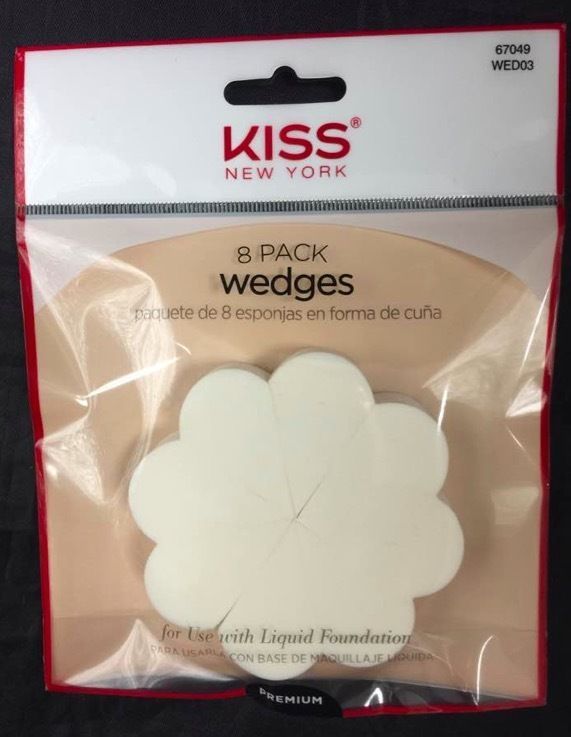 67049
WED03
KISS®
NEW YORK
8 PACK
wedges
paquete de 8 esponjas en forma de cuña
for Use with Liquid Foundation
PARA USARLA CON BASE DE MAQUILLAJE LIQUIDA
PREMIUM